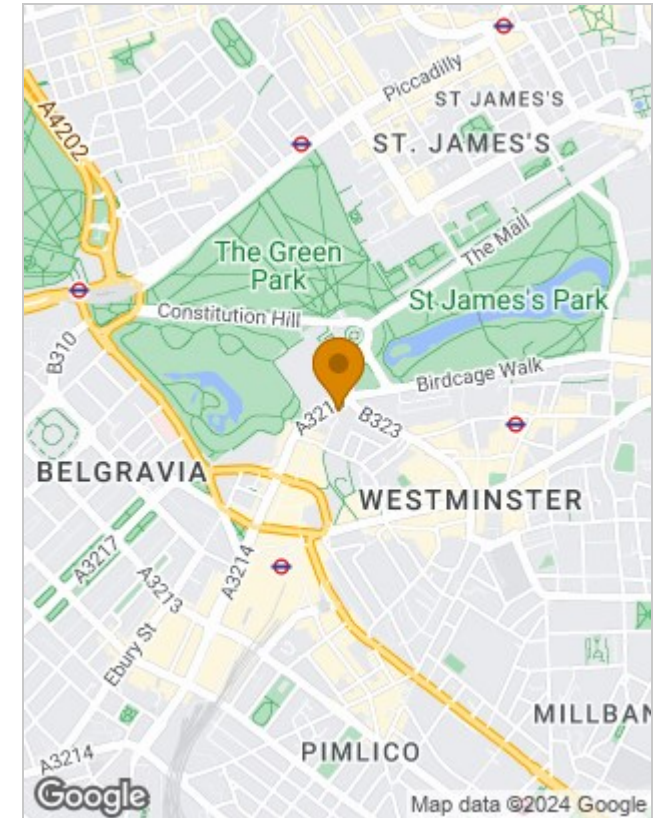 A4202
Piccadilly
ST JAMES'S
ST. JAMES'S
The Mall
The Green
Park
Constitution Hill
St James's Park
B310
Birdcage Walk
A321
B323
BELGRAVIA
WESTMINSTER
A3217
A3214
A3213
Ebury St
MILLBAN
A3214
PIMLICO
Google
Map data ©2024 Google